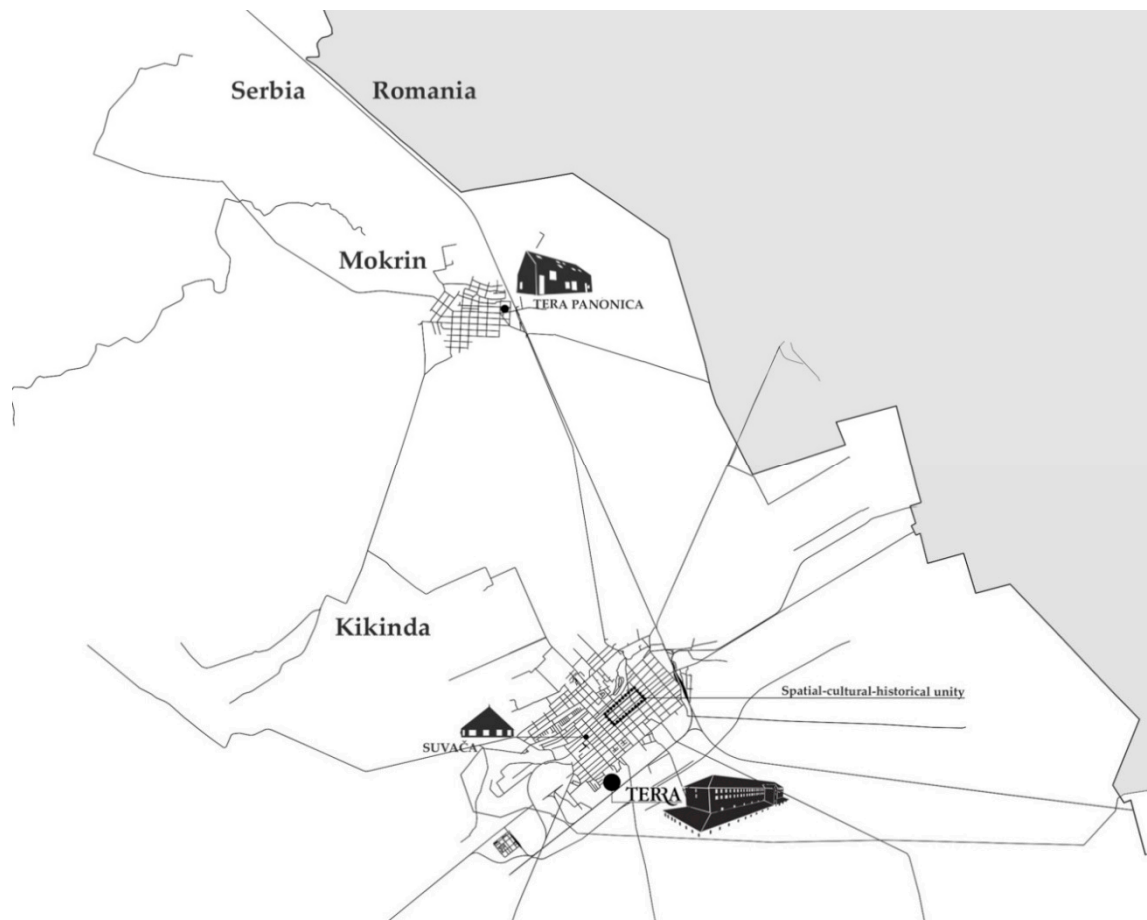 Serbia
Romania
Mokrin
TERA PANONICA
Kikinda
Spatial-cultural-historical unity
SUVAČA
TERRA